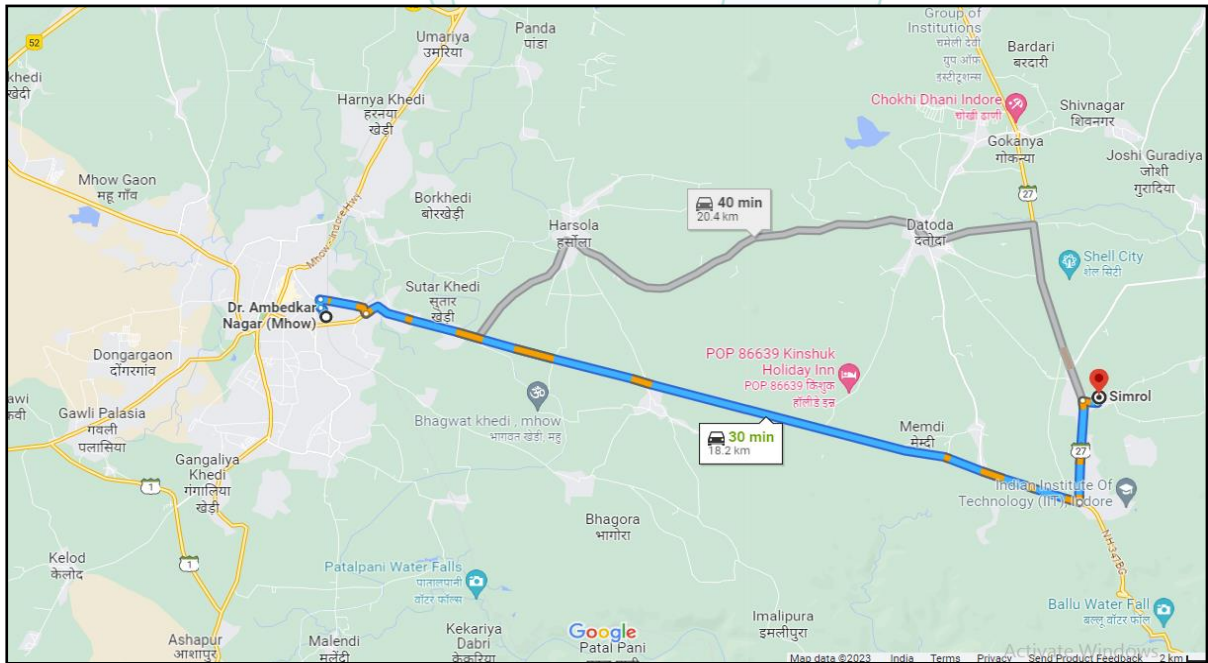 52
khedi
खेड़ी
Umariya
उमरिया
Panda
पांडा
Group of
Institutions
चमेली देवी
ग्रुप ऑफ
इंस्टीटूशन्स
Bardari
बरदारी
Harnya Khedi
हरनया
खेड़ी
Chokhi Dhani Indore
चोखी ढाणी
Shivnagar
शिवनगर
Gokanya
गोकन्या
Joshi Guradiya
जोशी
गुरादिया
Mhow Gaon
महू गाँव
Borkhedi
बोरखेड़ी
27
40 min
20.4 km
Harsola
हर्सोला
Datoda
दतोदा
Mhow - Indore Hwy
Shell City
शेल सिटी
Sutar Khedi
सुतार
खेड़ी
Dr. Ambedkar
Nagar (Mhow)
Dongargaon
दोंगरगांव
POP 86639 Kinshuk
Holiday Inn
POP 86639 किंशुक
हॉलीडे इन्न
Simrol
awi
कवी
Gawli Palasiya
गवली
पलासिया
Bhagwat khedi , mhow
भागवत खेडी, महू
30 min
18.2 km
Memdi
मेम्दी
27
Gangaliya
Khedi
गंगालिया
खेड़ी
1
Indian Institute Of
Technology (IIT), Indore
Bhagora
भागोरा
NH 347BG
Kelod
केलोद
1
Patalpani Water Falls
पातालपानी
वॉटर फॉल्स
Ballu Water Fall
बल्लू वॉटर फॉल
Imalipura
इमलीपुरा
Ashapur
आशापुर
Malendi
मलेंदी
Kekariya
Dabri
केकरिया
Google
Patal Pani
Activate Windows
Map data ©2023 India Terms Privacy Send Product Feedback 2 km